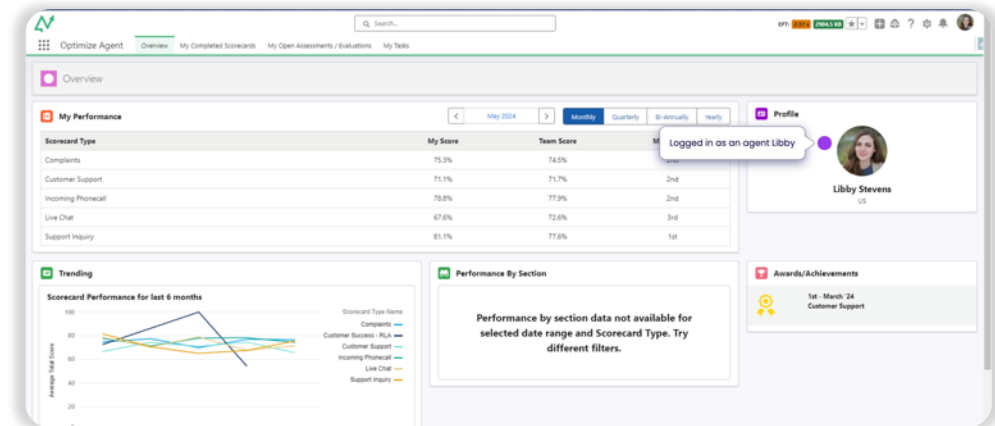 Search...
EPT:
Optimize Agent
Overview
My Completed Scorecards
My Open Assessments / Evaluations
My Tasks
Overview
My Performance
May 2024
Monthly
Quarterly
Bi-Annually
Yearly
Scorecard Type
My Score
Team Score
Complaints
75.3%
74.5%
Customer Support
71.1%
71.7%
2nd
Incoming Phonecall
78.8%
77.9%
2nd
Live Chat
67.6%
72.6%
3rd
Support Inquiry
81.1%
77.6%
1st
Profile
Logged in as an agent Libby
Libby Stevens
US
Trending
Scorecard Performance for last 6 months
Average Total Score
100
80
60
40
20
Scorecard Type Name
Complaints
Customer Success - RLA
Customer Support
Incoming Phonecall
Live Chat
Support Inquiry
Performance By Section
Performance by section data not available for
selected date range and Scorecard Type. Try
different filters.
Awards/Achievements
1st - March '24
Customer Support